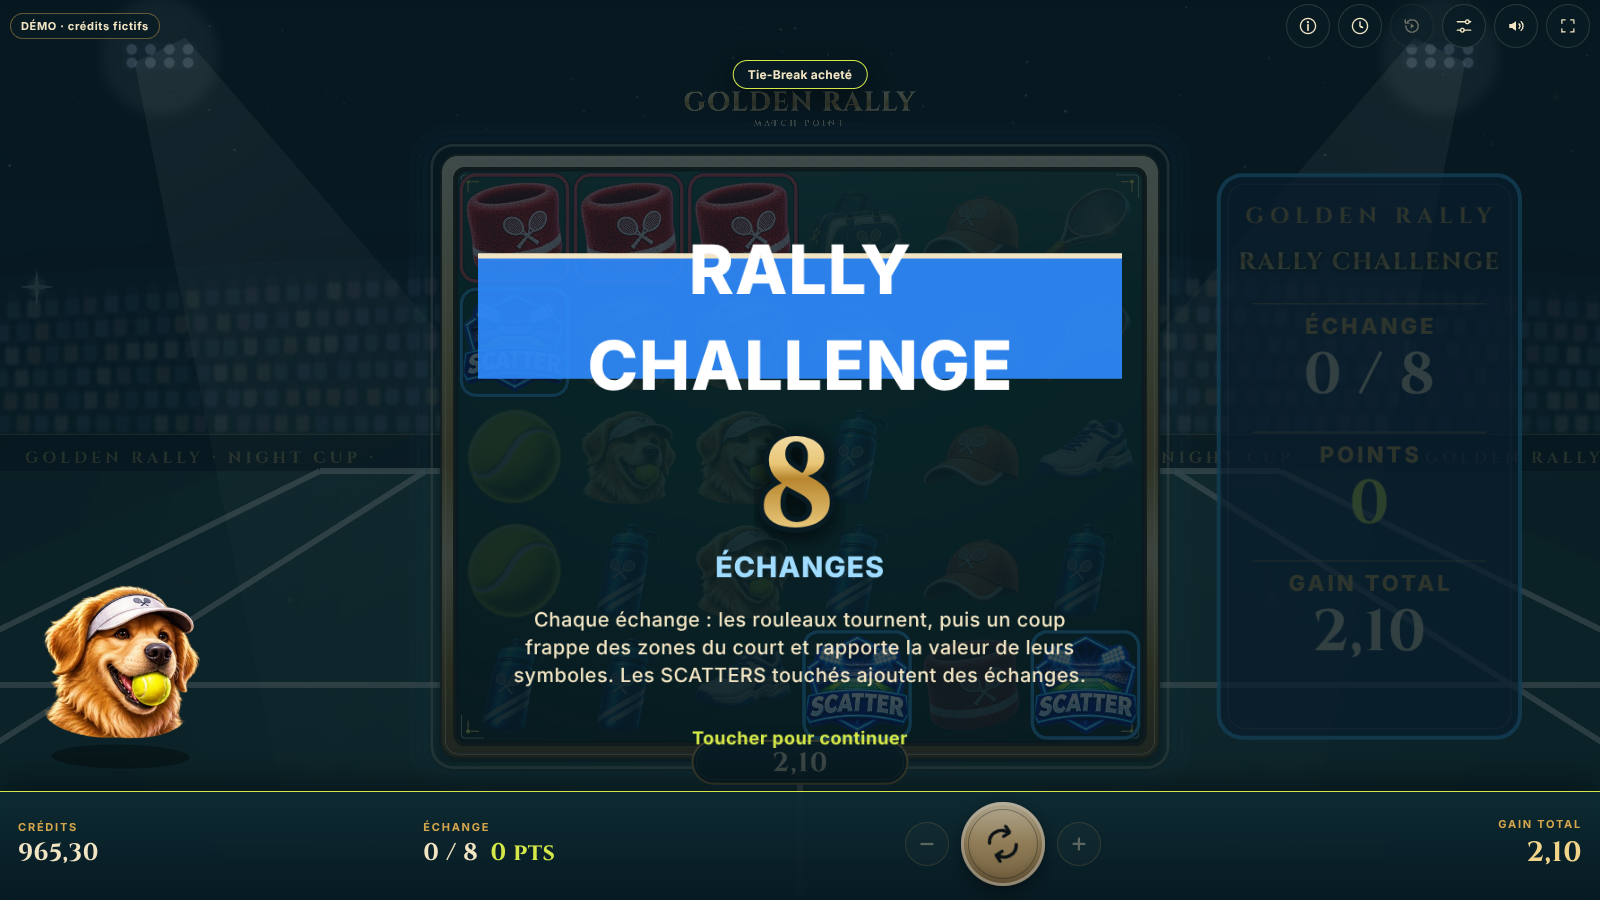 DÉMO · crédits fictifs
Tie-Break acheté
GOLDEN RALLY
MATCH POINT
GOLDEN RALLY
RALLY CHALLENGE
ÉCHANGE
0 / 8
POINTS
0
GAIN TOTAL
2,10
RALLY
CHALLENGE
SCATTER
8
ÉCHANGES
Chaque échange : les rouleaux tournent, puis un coup
frappe des zones du court et rapporte la valeur de leurs
symboles. Les SCATTERS touchés ajoutent des échanges.
SCATTER
SCATTER
Toucher pour continuer
2,10
GOLDEN RALLY · NIGHT CUP ·
NIGHT CUP
GOLDEN RALLY
CRÉDITS
965,30
ÉCHANGE
0 / 8 0 PTS
GAIN TOTAL
2,10